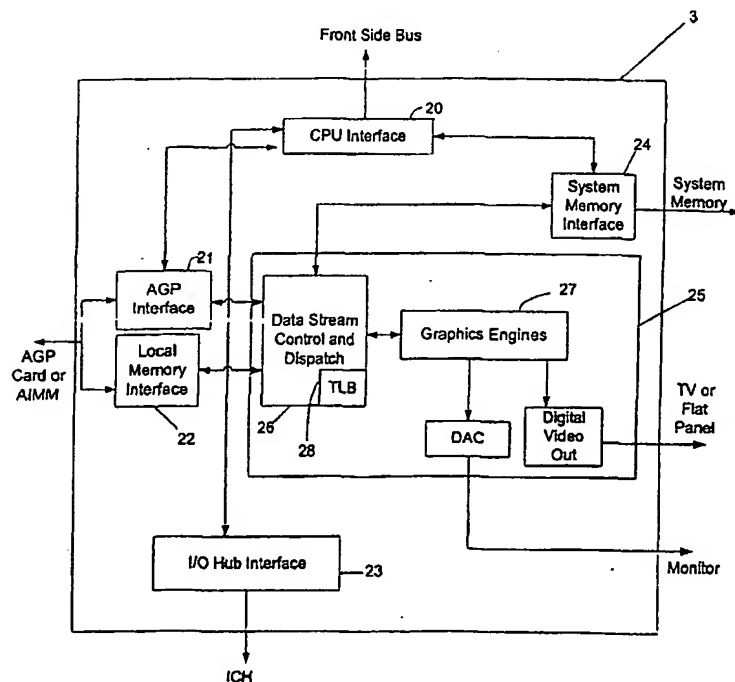 Front Side Bus
3
20
CPU Interface
24
System
Memory
Interface
System
Memory
21
AGP
Interface
27
25
Data Stream
Control and
Dispatch
Graphics Engines
AGP
Card or
AIMM
Local
Memory
Interface
TLB
22
26
28
DAC
Digital
Video
Out
TV or
Flat
Panel
I/O Hub Interface
23
Monitor
ICH